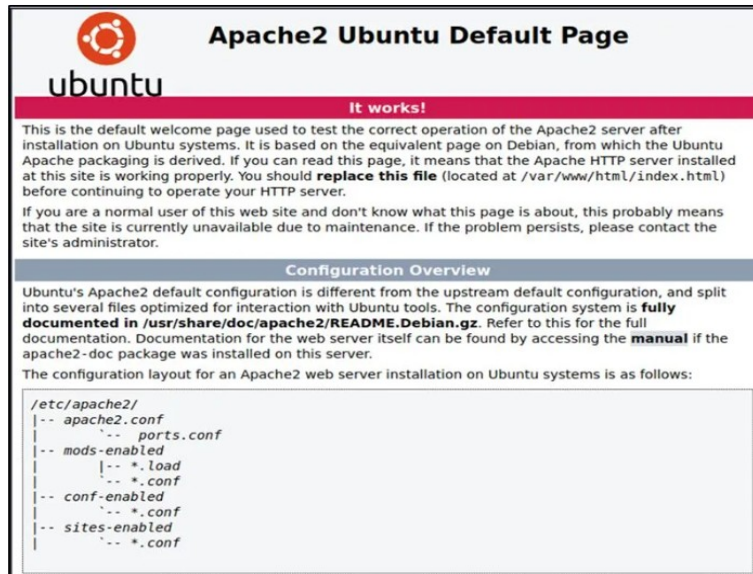 Apache2 Ubuntu Default Page
ubuntu
It works!
This is the default welcome page used to test the correct operation of the Apache2 server after
installation on Ubuntu systems. It is based on the equivalent page on Debian, from which the Ubuntu
Apache packaging is derived. If you can read this page, it means that the Apache HTTP server installed
at this site is working properly. You should replace this file (located at /var/www/html/index.html)
before continuing to operate your HTTP server.
If you are a normal user of this web site and don't know what this page is about, this probably means
that the site is currently unavailable due to maintenance. If the problem persists, please contact the
site's administrator.
Configuration Overview
Ubuntu's Apache2 default configuration is different from the upstream default configuration, and split
into several files optimized for interaction with Ubuntu tools. The configuration system is fully
documented in /usr/share/doc/apache2/README.Debian.gz. Refer to this for the full
documentation. Documentation for the web server itself can be found by accessing the manual if the
apache2-doc package was installed on this server.
The configuration layout for an Apache2 web server installation on Ubuntu systems is as follows:
/etc/apache2/
|-- apache2.conf
|       `--  ports.conf
|-- mods-enabled
|       |-- *.load
|       `-- *.conf
|-- conf-enabled
|       `-- *.conf
|-- sites-enabled
|       `-- *.conf